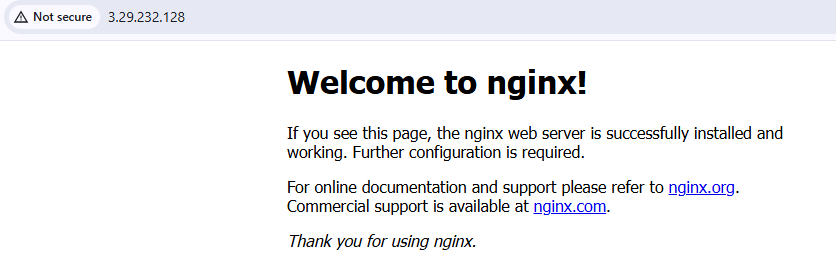 Not secure 3.29.232.128
Welcome to nginx!
If you see this page, the nginx web server is successfully installed and
working. Further configuration is required.
For online documentation and support please refer to nginx.org.
Commercial support is available at nginx.com.
Thank you for using nginx.